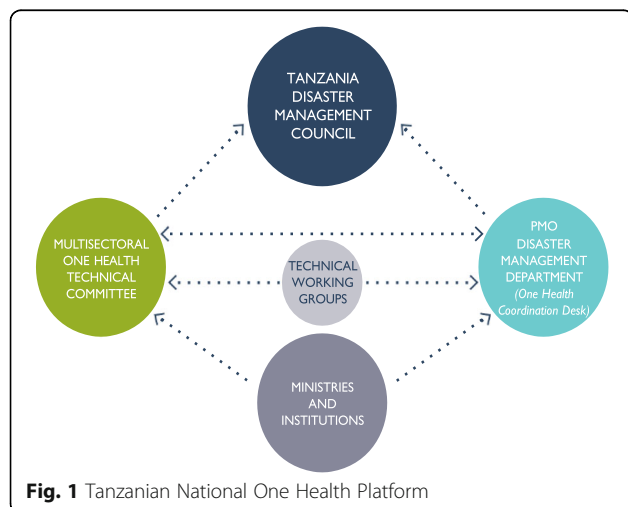 TANZANIA
DISASTER
MANAGEMENT
COUNCIL
MULTISECTORAL
ONE HEALTH
TECHNICAL
COMMITTEE
TECHNICAL
WORKING
GROUPS
PMO
DISASTER
MANAGEMENT
DEPARTMENT
(One Health
Coordination Desk)
MINISTRIES
AND
INSTITUTIONS
Fig. 1 Tanzanian National One Health Platform